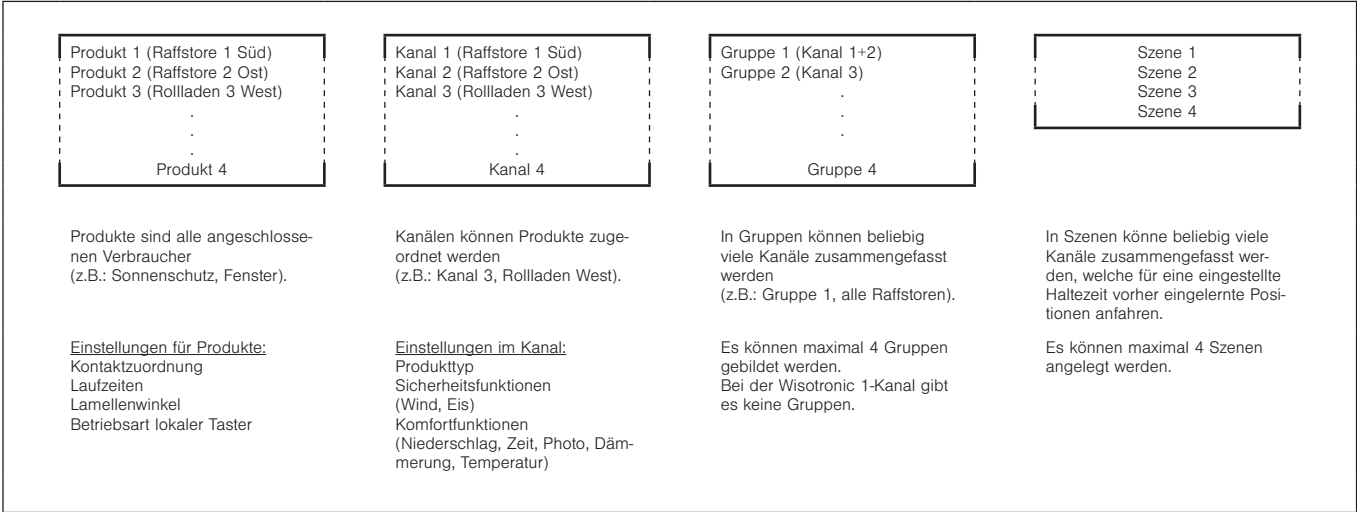 Produkt 1 (Raffstore 1 Süd)
Produkt 2 (Raffstore 2 Ost)
Produkt 3 (Rollladen 3 West)
.
.
.
Produkt 4
Produkte sind alle angeschlosse-
nen Verbraucher
(z.B.: Sonnenschutz, Fenster).
Einstellungen für Produkte:
Kontaktzuordnung
Laufzeiten
Lamellenwinkel
Betriebsart lokaler Taster
Kanal 1 (Raffstore 1 Süd)
Kanal 2 (Raffstore 2 Ost)
Kanal 3 (Rollladen 3 West)
.
.
.
Kanal 4
Kanälen können Produkte zuge-
ordnet werden
(z.B.: Kanal 3, Rollladen West).
Einstellungen im Kanal:
Produkttyp
Sicherheitsfunktionen
(Wind, Eis)
Komfortfunktionen
(Niederschlag, Zeit, Photo, Däm-
merung, Temperatur)
Gruppe 1 (Kanal 1+2)
Gruppe 2 (Kanal 3)
.
.
.
Gruppe 4
In Gruppen können beliebig
viele Kanäle zusammengefasst
werden
(z.B.: Gruppe 1, alle Raffstoren).
Es können maximal 4 Gruppen
gebildet werden.
Bei der Wisotronic 1-Kanal gibt
es keine Gruppen.
Szene 1
Szene 2
Szene 3
Szene 4
In Szenen könne beliebig viele
Kanäle zusammengefasst wer-
den, welche für eine eingestellte
Haltezeit vorher eingelernte Posi-
tionen anfahren.
Es können maximal 4 Szenen
angelegt werden.